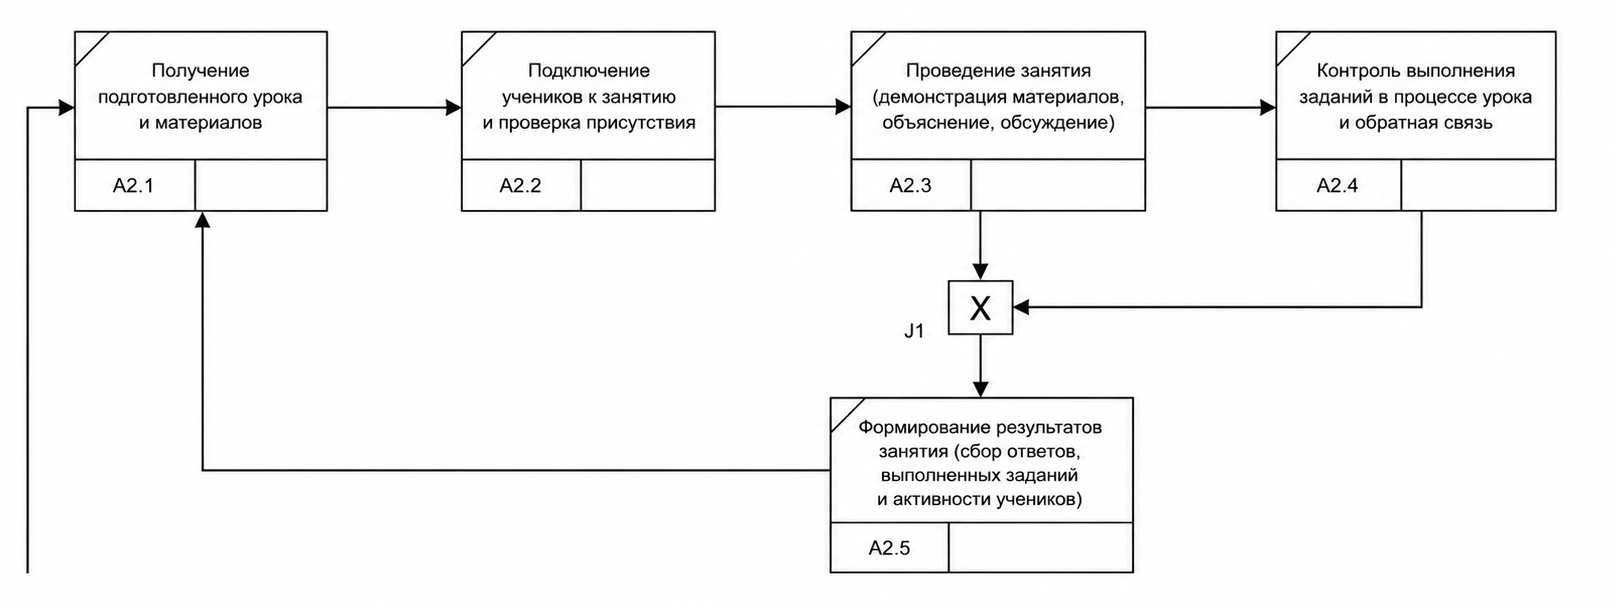 Получение
подготовленного урока
и материалов
A2.1
Подключение
учеников к занятию
и проверка присутствия
A2.2
Проведение занятия
(демонстрация материалов,
объяснение, обсуждение)
A2.3
Контроль выполнения
заданий в процессе урока
и обратная связь
A2.4
X
J1
Формирование результатов
занятия (сбор ответов,
выполненных заданий
и активности учеников)
A2.5